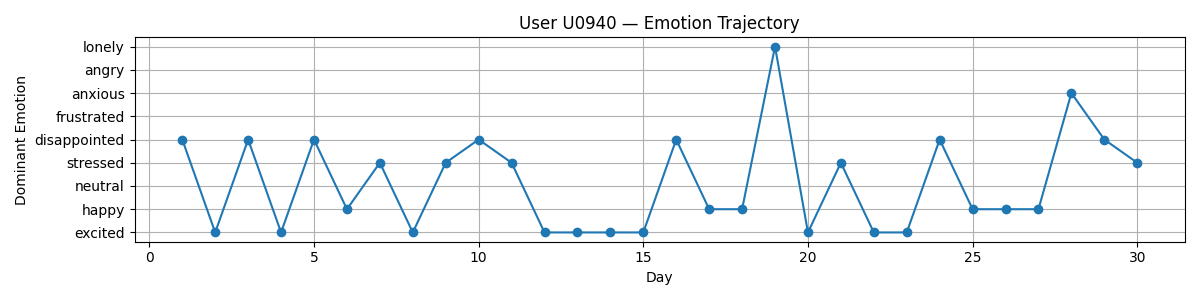 User U0940 — Emotion Trajectory
Dominant Emotion
lonely
angry
anxious
frustrated
disappointed
stressed
neutral
happy
excited
0 5 10 15 20 25 30
Day